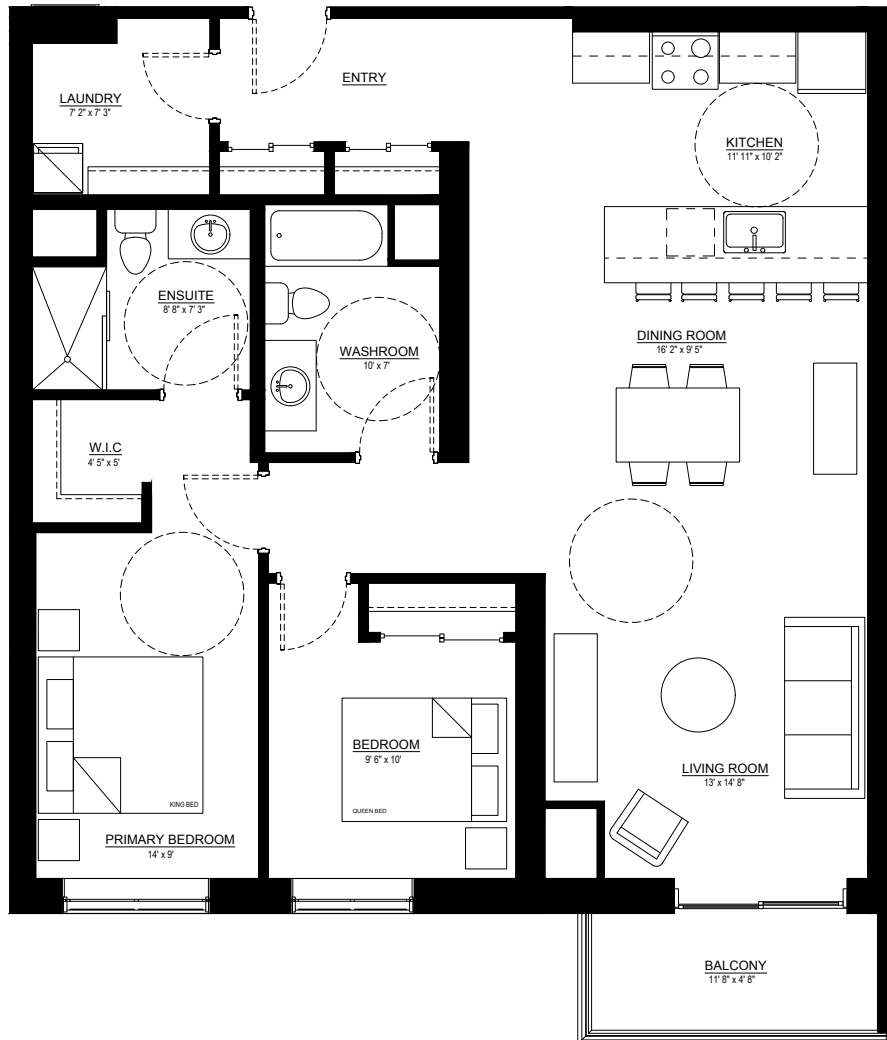 ENTRY
LAUNDRY
7' 2" x 7' 3"
KITCHEN
11' 11" x 10' 2"
ENSUITE
8' 8" x 7' 3"
WASHROOM
10' x 7'
DINING ROOM
16' 2" x 9' 5"
W.I.C
4' 5" x 5'
BEDROOM
9' 6" x 10'
QUEEN BED
LIVING ROOM
13' x 14' 8"
KING BED
PRIMARY BEDROOM
14' x 9'
BALCONY
11' 8" x 4' 8"